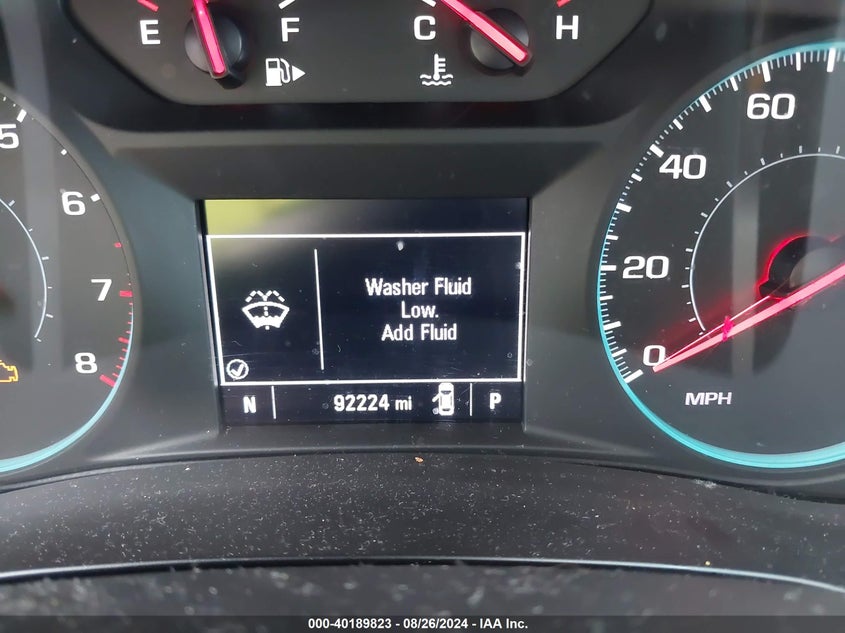 E F C H
5
6
7
8
60
40
20
0
MPH
Washer Fluid
Low.
Add Fluid
N 92224 mi P
000-40189823 - 08/26/2024 - IAA Inc.